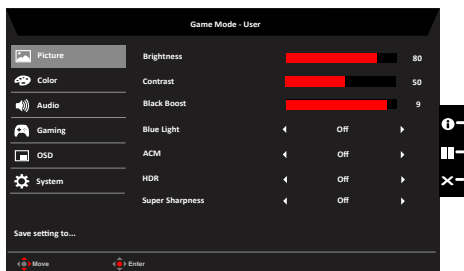 Game Mode - User
Picture
Brightness 80
Color
Contrast 50
Audio
Black Boost 9
Gaming
Blue Light Off
OSD
ACM Off
System
HDR Off
Super Sharpness Off
Save setting to...
Move Enter